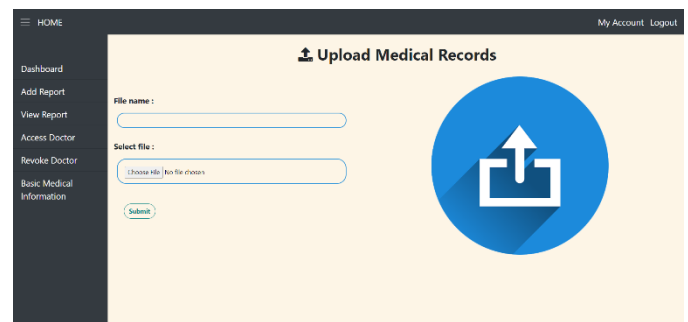 HOME
My Account Logout
Upload Medical Records
Dashboard
Add Report
View Report
Access Doctor
Revoke Doctor
Basic Medical
Information
File name :
Select file :
Choose File No file chosen
Submit